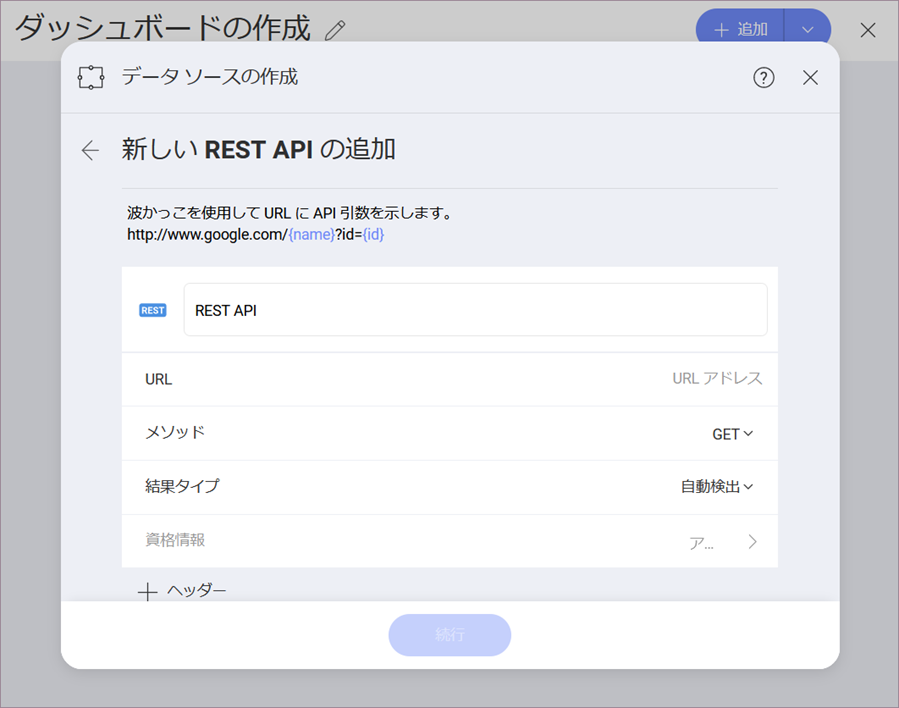 ダッシュボードの作成
追加
データ ソースの作成
新しい REST API の追加
波かっこを使用して URL に API 引数を示します。
http://www.google.com/{name}?id={id}
REST
REST API
URL
URL アドレス
メソッド
GET
結果タイプ
自動検出
資格情報
ア...
ヘッダー
続行